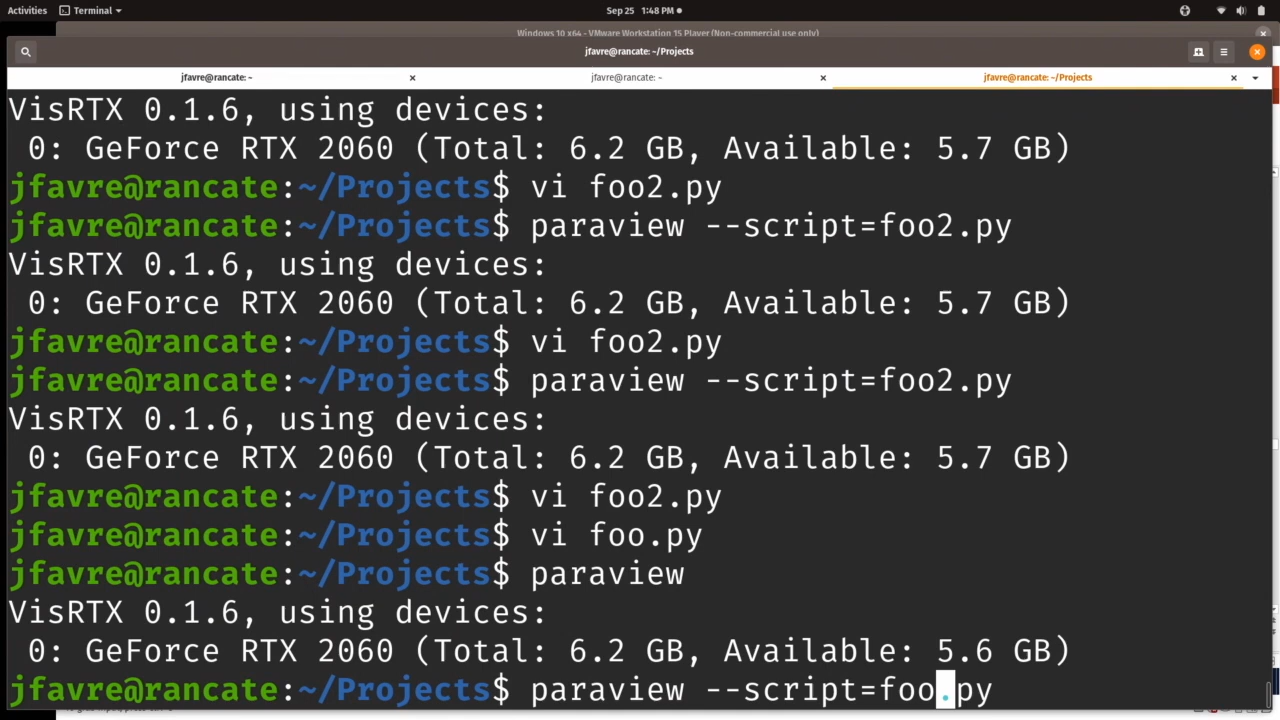 Activities Terminal Sep 25 1:48 PM
Windows 10 x64 - VMware Workstation 15 Player (Non-commercial use only)
jfavre@rancate: ~/Projects
jfavre@rancate: ~ jfavre@rancate: ~ jfavre@rancate: ~/Projects
VisRTX 0.1.6, using devices:
0: GeForce RTX 2060 (Total: 6.2 GB, Available: 5.7 GB)
jfavre@rancate:~/Projects$ vi foo2.py
jfavre@rancate:~/Projects$ paraview --script=foo2.py
VisRTX 0.1.6, using devices:
0: GeForce RTX 2060 (Total: 6.2 GB, Available: 5.7 GB)
jfavre@rancate:~/Projects$ vi foo2.py
jfavre@rancate:~/Projects$ paraview --script=foo2.py
VisRTX 0.1.6, using devices:
0: GeForce RTX 2060 (Total: 6.2 GB, Available: 5.7 GB)
jfavre@rancate:~/Projects$ vi foo2.py
jfavre@rancate:~/Projects$ vi foo.py
jfavre@rancate:~/Projects$ paraview
VisRTX 0.1.6, using devices:
0: GeForce RTX 2060 (Total: 6.2 GB, Available: 5.6 GB)
jfavre@rancate:~/Projects$ paraview --script=foo.py